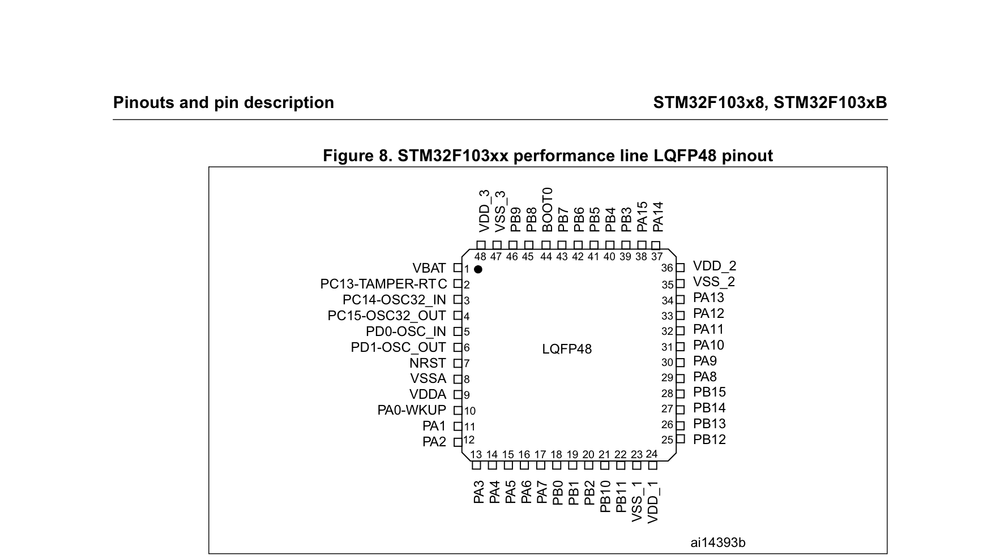 Pinouts and pin description
STM32F103x8, STM32F103xB
Figure 8. STM32F103xx performance line LQFP48 pinout
VDD_3
VSS_3
PB9
PB8
BOOT0
PB7
PB6
PB5
PB4
PB3
PA15
PA14
48 47 46 45 44 43 42 41 40 39 38 37
VBAT 1
PC13-TAMPER-RTC 2
PC14-OSC32_IN 3
PC15-OSC32_OUT 4
PD0-OSC_IN 5
PD1-OSC_OUT 6
NRST 7
VSSA 8
VDDA 9
PA0-WKUP 10
PA1 11
PA2 12
LQFP48
36 VDD_2
35 VSS_2
34 PA13
33 PA12
32 PA11
31 PA10
30 PA9
29 PA8
28 PB15
27 PB14
26 PB13
25 PB12
13 14 15 16 17 18 19 20 21 22 23 24
PA3
PA4
PA5
PA6
PA7
PB0
PB1
PB2
PB10
PB11
VSS_1
VDD_1
ai14393b